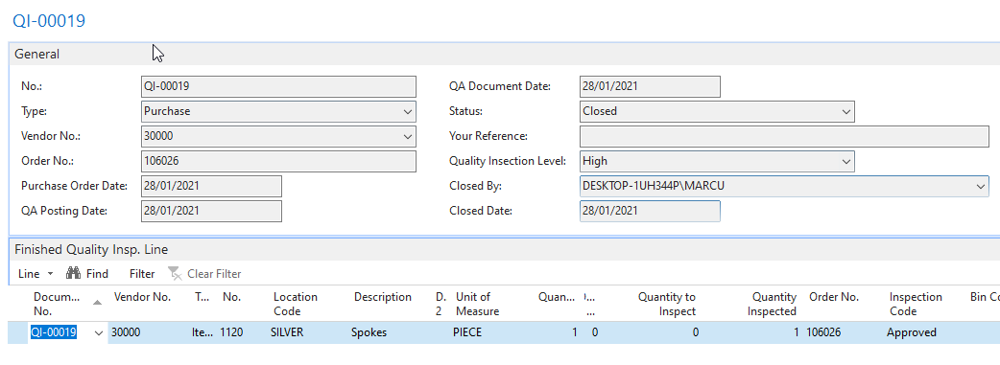 QI-00019
General
No.: QI-00019 QA Document Date: 28/01/2021
Type: Purchase Status: Closed
Vendor No.: 30000 Your Reference:
Order No.: 106026 Quality Insection Level: High
Purchase Order Date: 28/01/2021 Closed By: DESKTOP-1UH344P\MARCU
QA Posting Date: 28/01/2021 Closed Date: 28/01/2021
Finished Quality Insp. Line
Line Find Filter Clear Filter
Docum... Vendor No. T... No. Location Description D. Unit of Quan... Quantity to Quantity Order No. Inspection Bin Co
No. Code 2 Measure ... Inspect Inspected Code
QI-00019 30000 Ite... 1120 SILVER Spokes PIECE 1 0 0 1 106026 Approved